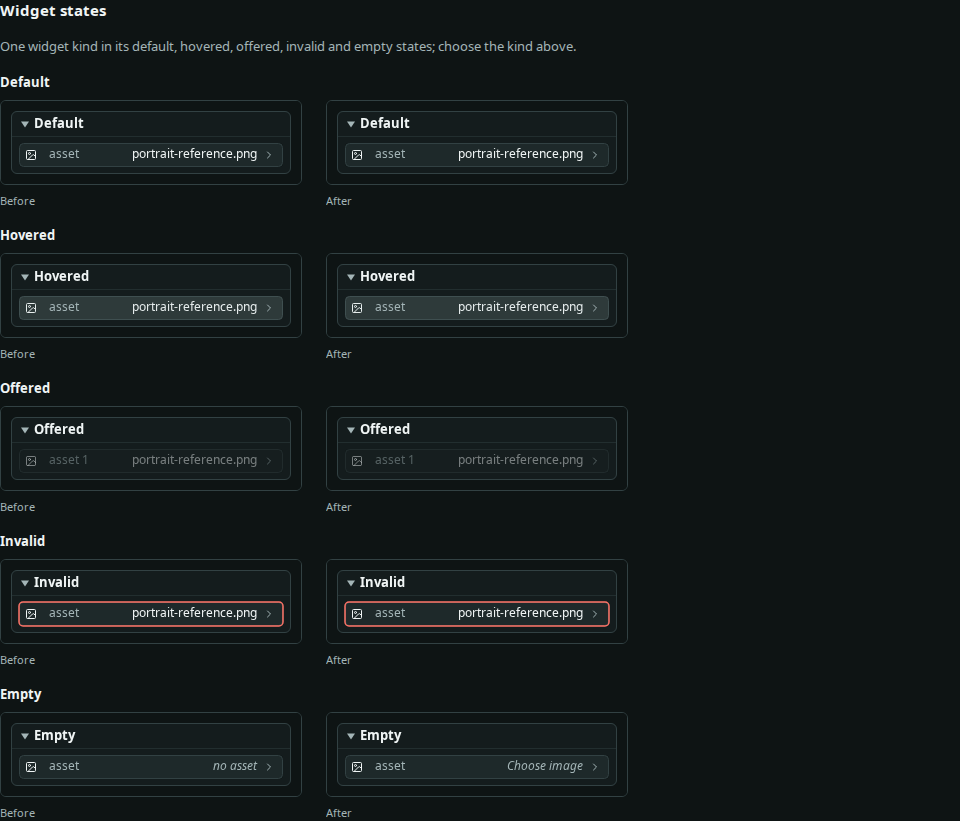 Widget states
One widget kind in its default, hovered, offered, invalid and empty states; choose the kind above.
Default
Default
Default
asset portrait-reference.png
asset portrait-reference.png
Before
After
Hovered
Hovered
Hovered
asset portrait-reference.png
asset portrait-reference.png
Before
After
Offered
Offered
Offered
asset 1 portrait-reference.png
asset 1 portrait-reference.png
Before
After
Invalid
Invalid
Invalid
asset portrait-reference.png
asset portrait-reference.png
Before
After
Empty
Empty
Empty
asset no asset
asset Choose image
Before
After